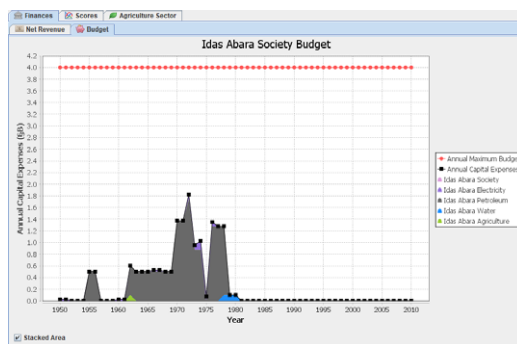 Finances Scores Agriculture Sector
Net Revenue Budget
Idas Abara Society Budget
Annual Capital Expenses (§B)
4.2
4.0
3.8
3.6
3.4
3.2
3.0
2.8
2.6
2.4
2.2
2.0
1.8
1.6
1.4
1.2
1.0
0.8
0.6
0.4
0.2
0.0
1950 1955 1960 1965 1970 1975 1980 1985 1990 1995 2000 2005 2010
Year
Annual Maximum Budge
Annual Capital Expenses
Idas Abara Society
Idas Abara Electricity
Idas Abara Petroleum
Idas Abara Water
Idas Abara Agriculture
Stacked Area